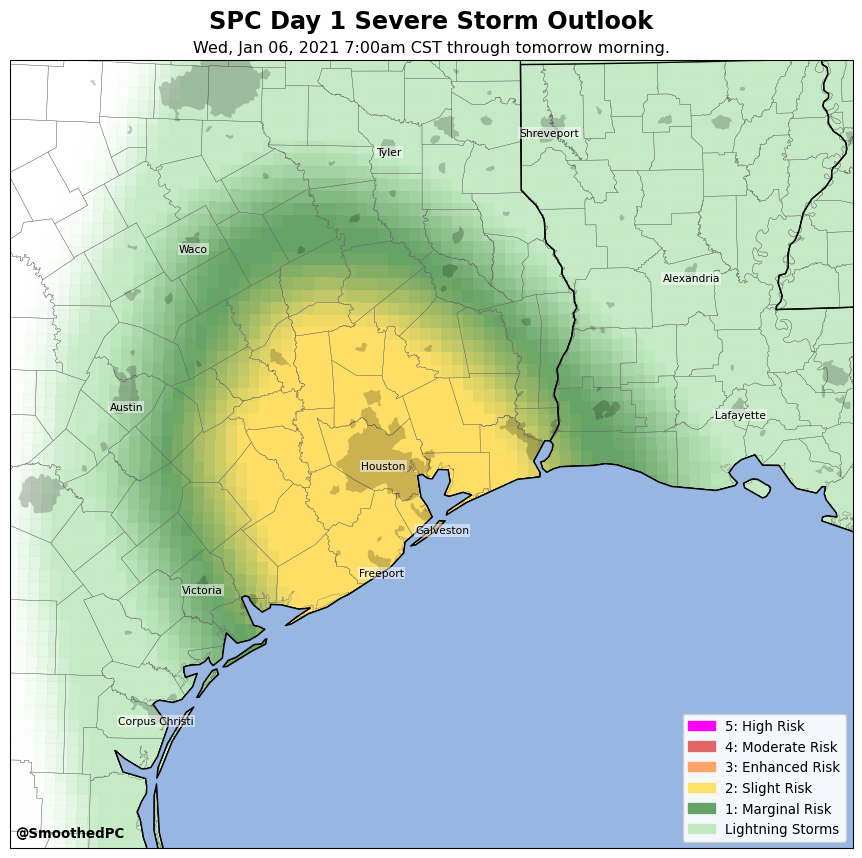 SPC Day 1 Severe Storm Outlook
Wed, Jan 06, 2021 7:00am CST through tomorrow morning.
Shreveport
Tyler
Waco
Alexandria
Austin
Lafayette
Houston
Galveston
Freeport
Victoria
Corpus Christi
5: High Risk
4: Moderate Risk
3: Enhanced Risk
2: Slight Risk
1: Marginal Risk
Lightning Storms
@SmoothedPC